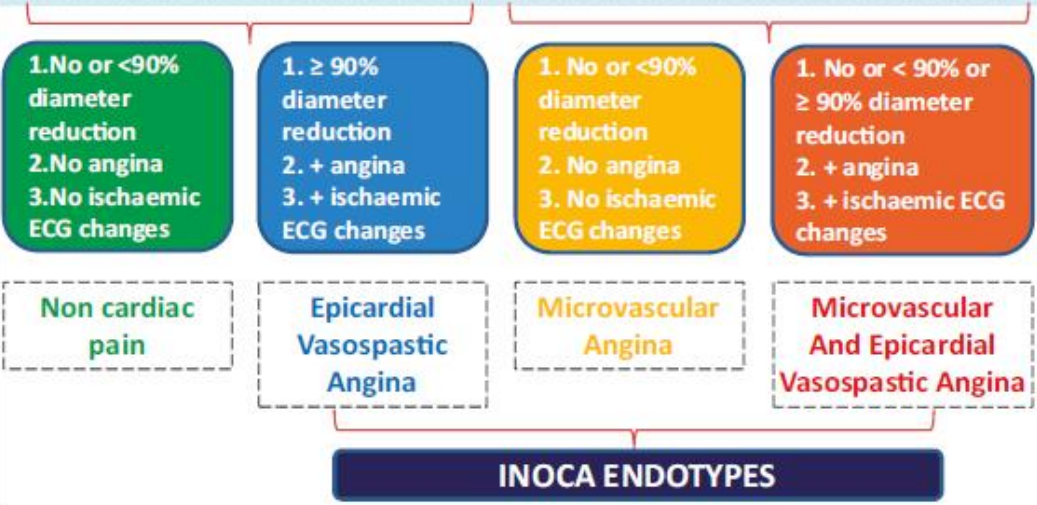 1.No or <90%
diameter
reduction
2.No angina
3.No ischaemic
ECG changes
1. ≥ 90%
diameter
reduction
2. + angina
3. + ischaemic
ECG changes
1. No or <90%
diameter
reduction
2. No angina
3. No ischaemic
ECG changes
1. No or < 90% or
≥ 90% diameter
reduction
2. + angina
3. + ischaemic ECG
changes
Non cardiac
pain
Epicardial
Vasospastic
Angina
Microvascular
Angina
Microvascular
And Epicardial
Vasospastic Angina
INOCA ENDOTYPES